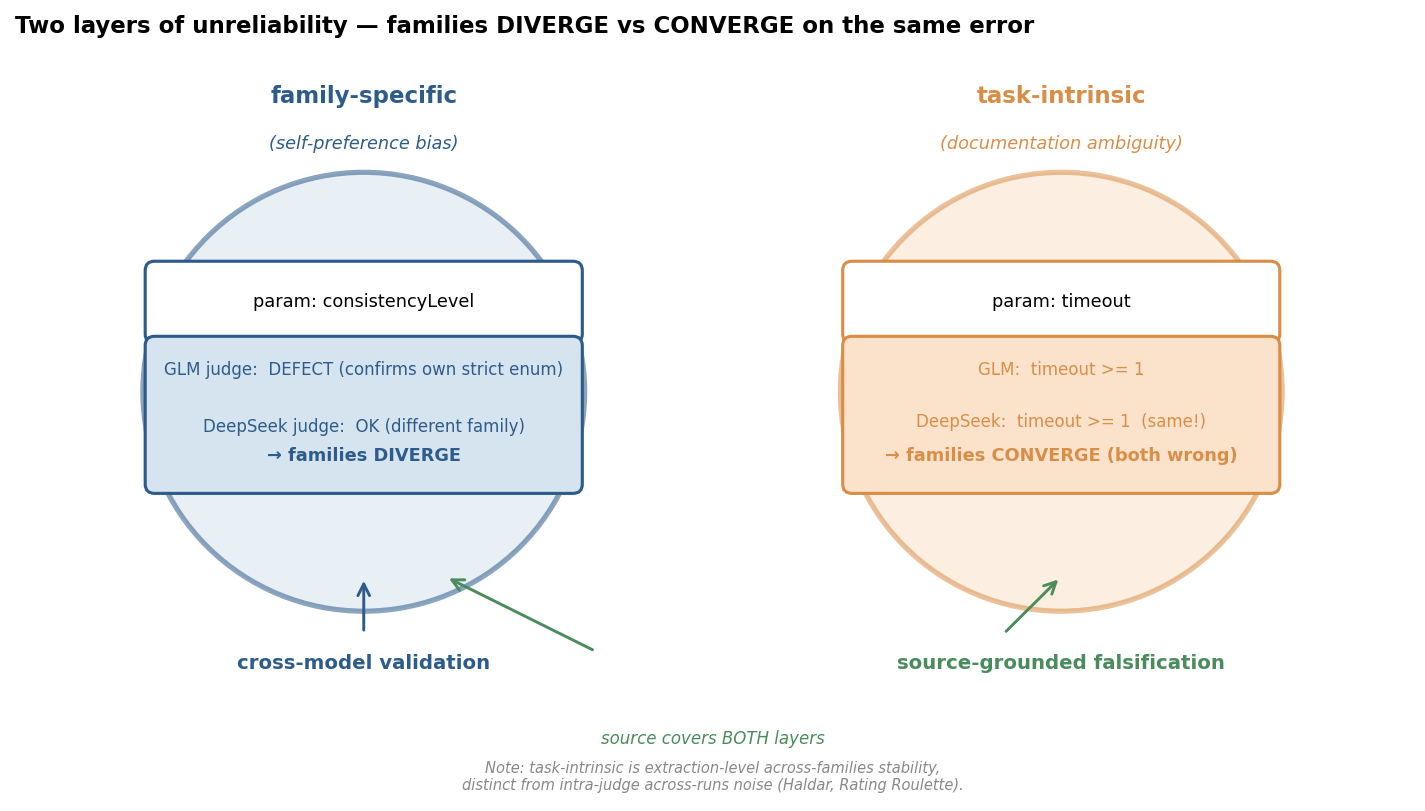 Two layers of unreliability — families DIVERGE vs CONVERGE on the same error
family-specific
(self-preference bias)
param: consistencyLevel
GLM judge:  DEFECT (confirms own strict enum)
DeepSeek judge:  OK (different family)
→ families DIVERGE
cross-model validation
task-intrinsic
(documentation ambiguity)
param: timeout
GLM:  timeout >= 1
DeepSeek:  timeout >= 1  (same!)
→ families CONVERGE (both wrong)
source-grounded falsification
source covers BOTH layers
Note: task-intrinsic is extraction-level across-families stability,
distinct from intra-judge across-runs noise (Haldar, Rating Roulette).